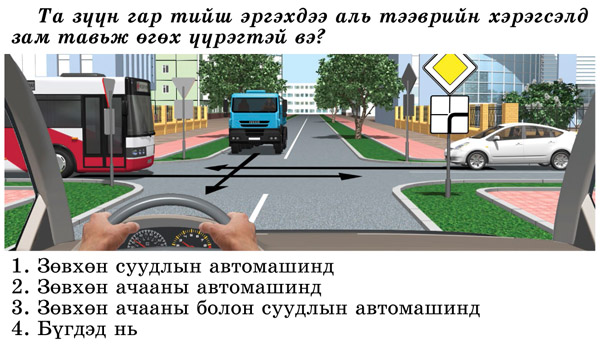 Та зүүн гар тийш эргэхдээ аль тээврийн хэрэгсэлд
зам тавьж өгөх үүрэгтэй вэ?
1. Зөвхөн суудлын автомашинд
2. Зөвхөн ачааны автомашинд
3. Зөвхөн ачааны болон суудлын автомашинд
4. Бүгдэд нь